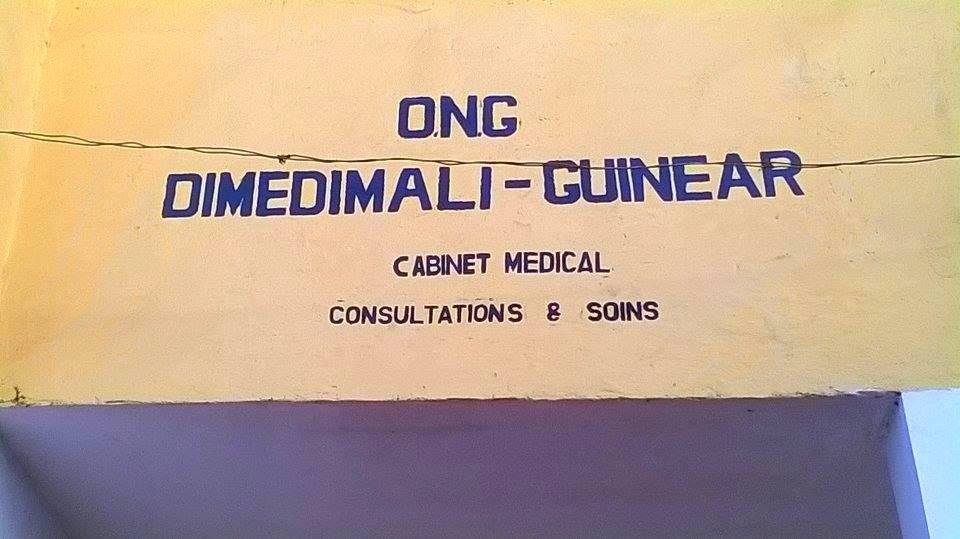 O.N.G
DIMEDIMALI-GUINEAR
CABINET MEDICAL
CONSULTATIONS & SOINS